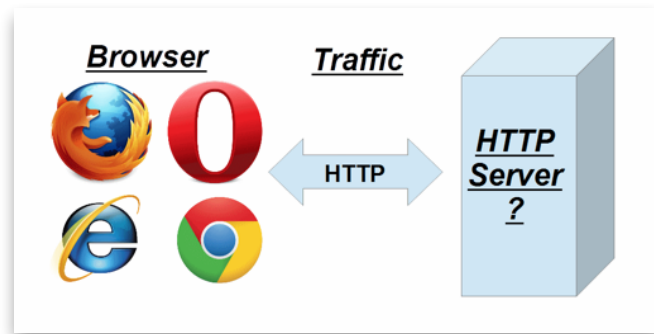 Browser
Traffic
HTTP
HTTP
Server
?